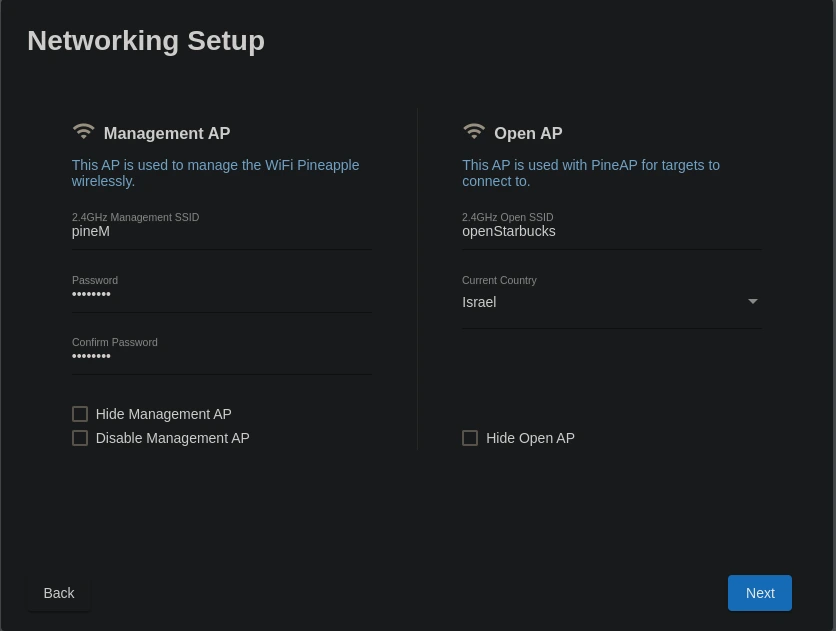 Networking Setup
Management AP
This AP is used to manage the WiFi Pineapple
wirelessly.
2.4GHz Management SSID
pineM
Password
••••••••
Confirm Password
••••••••
Hide Management AP
Disable Management AP
Open AP
This AP is used with PineAP for targets to
connect to.
2.4GHz Open SSID
openStarbucks
Current Country
Israel
Hide Open AP
Back
Next